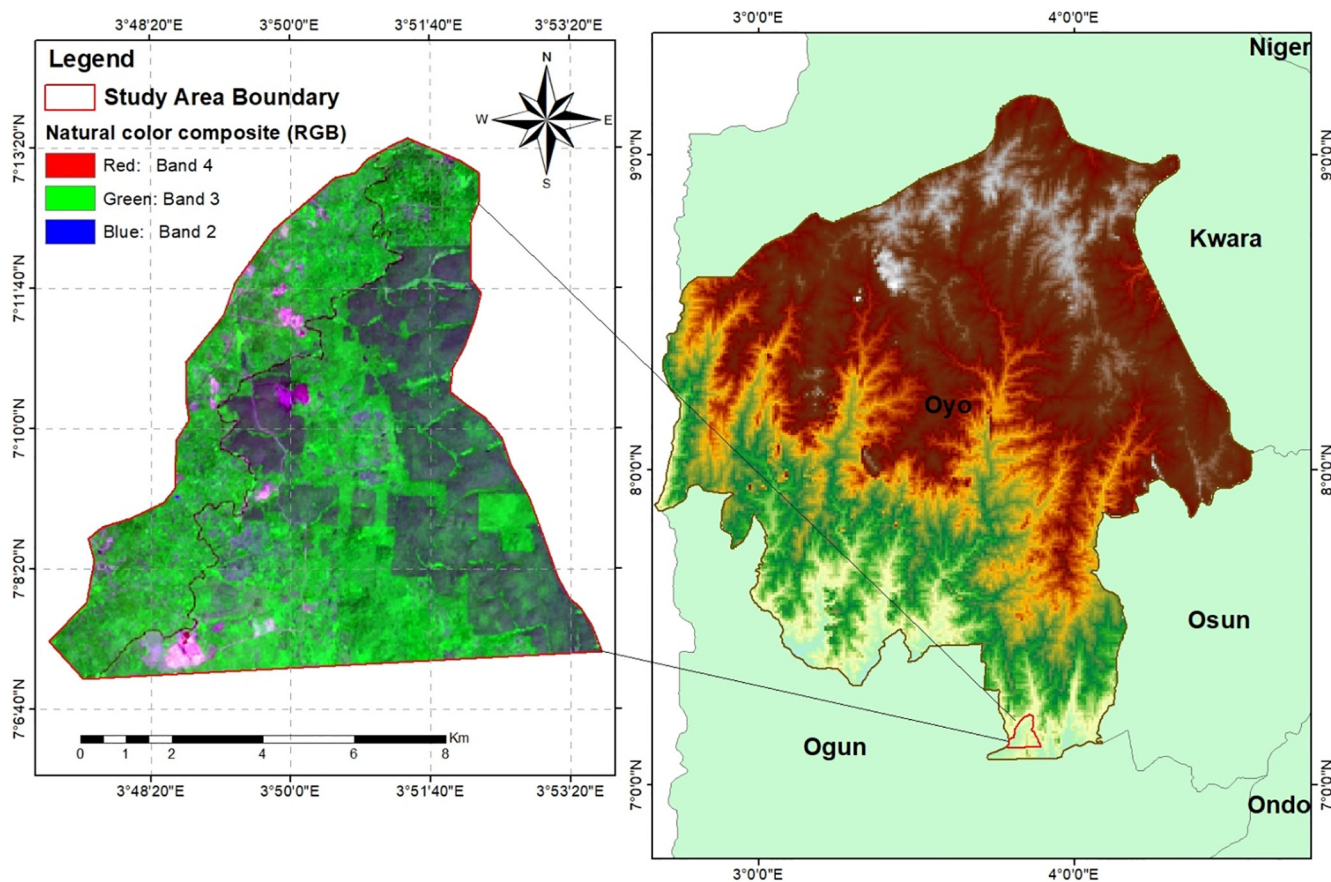 3°48'20"E 3°50'0"E 3°51'40"E 3°53'20"E
Legend
Study Area Boundary
Natural color composite (RGB)
Red: Band 4
Green: Band 3
Blue: Band 2
N
W E
S
7°13'20"N
7°11'40"N
7°10'0"N
7°8'20"N
7°6'40"N
0 1 2 4 6 8 Km
3°48'20"E 3°50'0"E 3°51'40"E 3°53'20"E
3°0'0"E 4°0'0"E
Niger
9°0'0"N 9°0'0"N
Kwara
Oyo
8°0'0"N 8°0'0"N
Osun
Ogun
7°0'0"N 7°0'0"N
Ondo
3°0'0"E 4°0'0"E